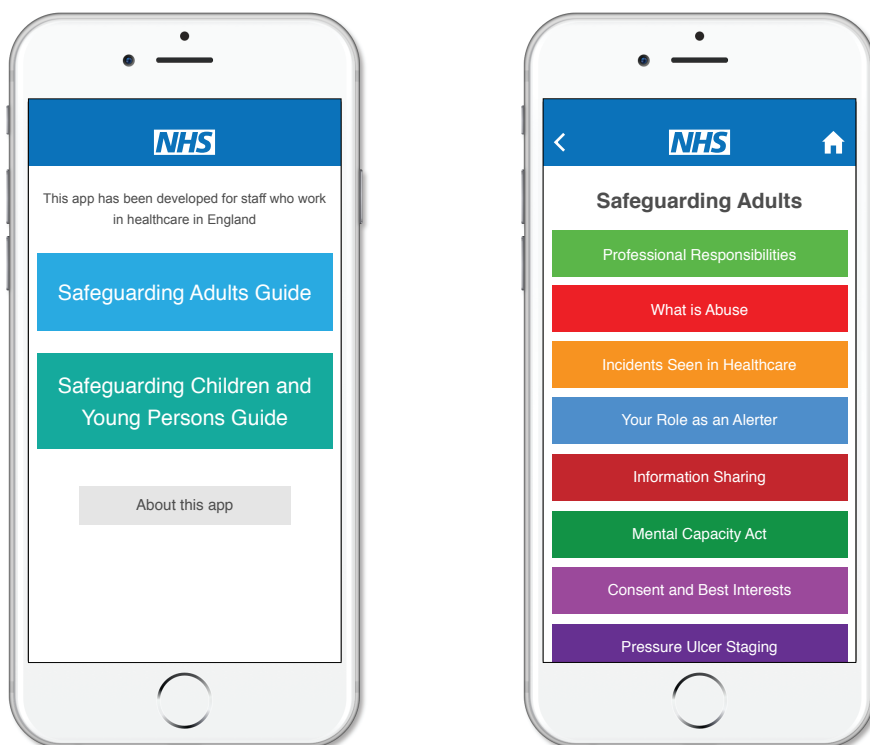 NHS
This app has been developed for staff who work
in healthcare in England
Safeguarding Adults Guide
Safeguarding Children and
Young Persons Guide
About this app
NHS
Safeguarding Adults
Professional Responsibilities
What is Abuse
Incidents Seen in Healthcare
Your Role as an Alerter
Information Sharing
Mental Capacity Act
Consent and Best Interests
Pressure Ulcer Staging